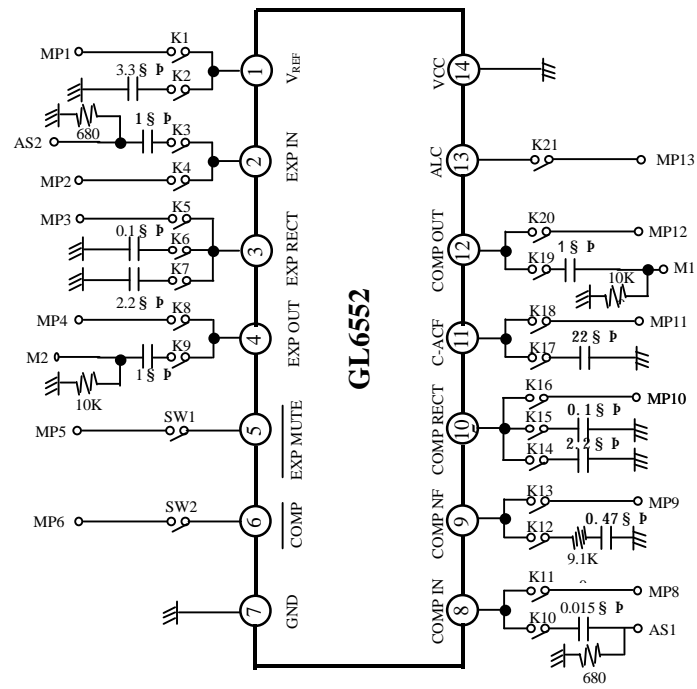 MP1
K1
3.3 § Þ
K2
1
VREF
680
1 § Þ
K3
AS2
MP2
K4
2
EXP IN
MP3
K5
0.1 § Þ
K6
K7
3
EXP RECT
2.2 § Þ
MP4
K8
M2
K9
1 § Þ
10K
4
EXP OUT
MP5
SW1
5
EXP MUTE
MP6
SW2
6
COMP
7
GND
GL6552
VCC
14
ALC
13
K21
MP13
COMP OUT
12
K20
MP12
K19
1 § Þ
M1
10K
C-ACF
11
K18
MP11
K17
22 § Þ
COMP RECT
10
K16
MP10
K15
0.1 § Þ
K14
2.2 § Þ
COMP NF
9
K13
MP9
K12
0.47 § Þ
9.1K
COMP IN
8
K11
MP8
K10
0.015 § Þ
AS1
680